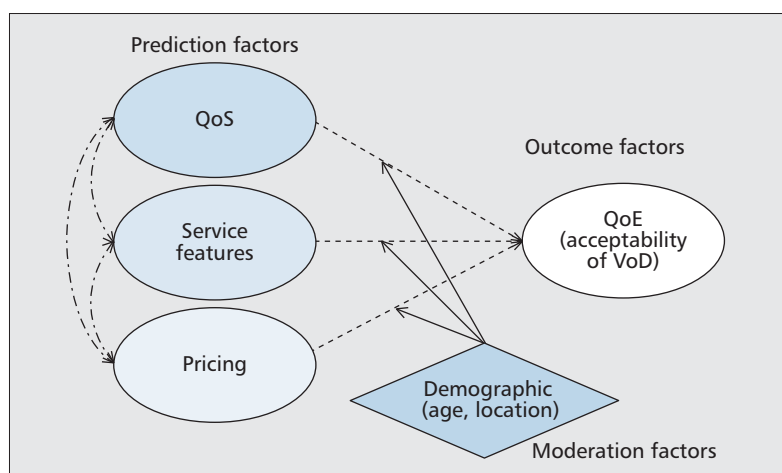 Prediction factors
QoS
Outcome factors
Service
features
QoE
(acceptability
of VoD)
Pricing
Demographic
(age, location)
Moderation factors